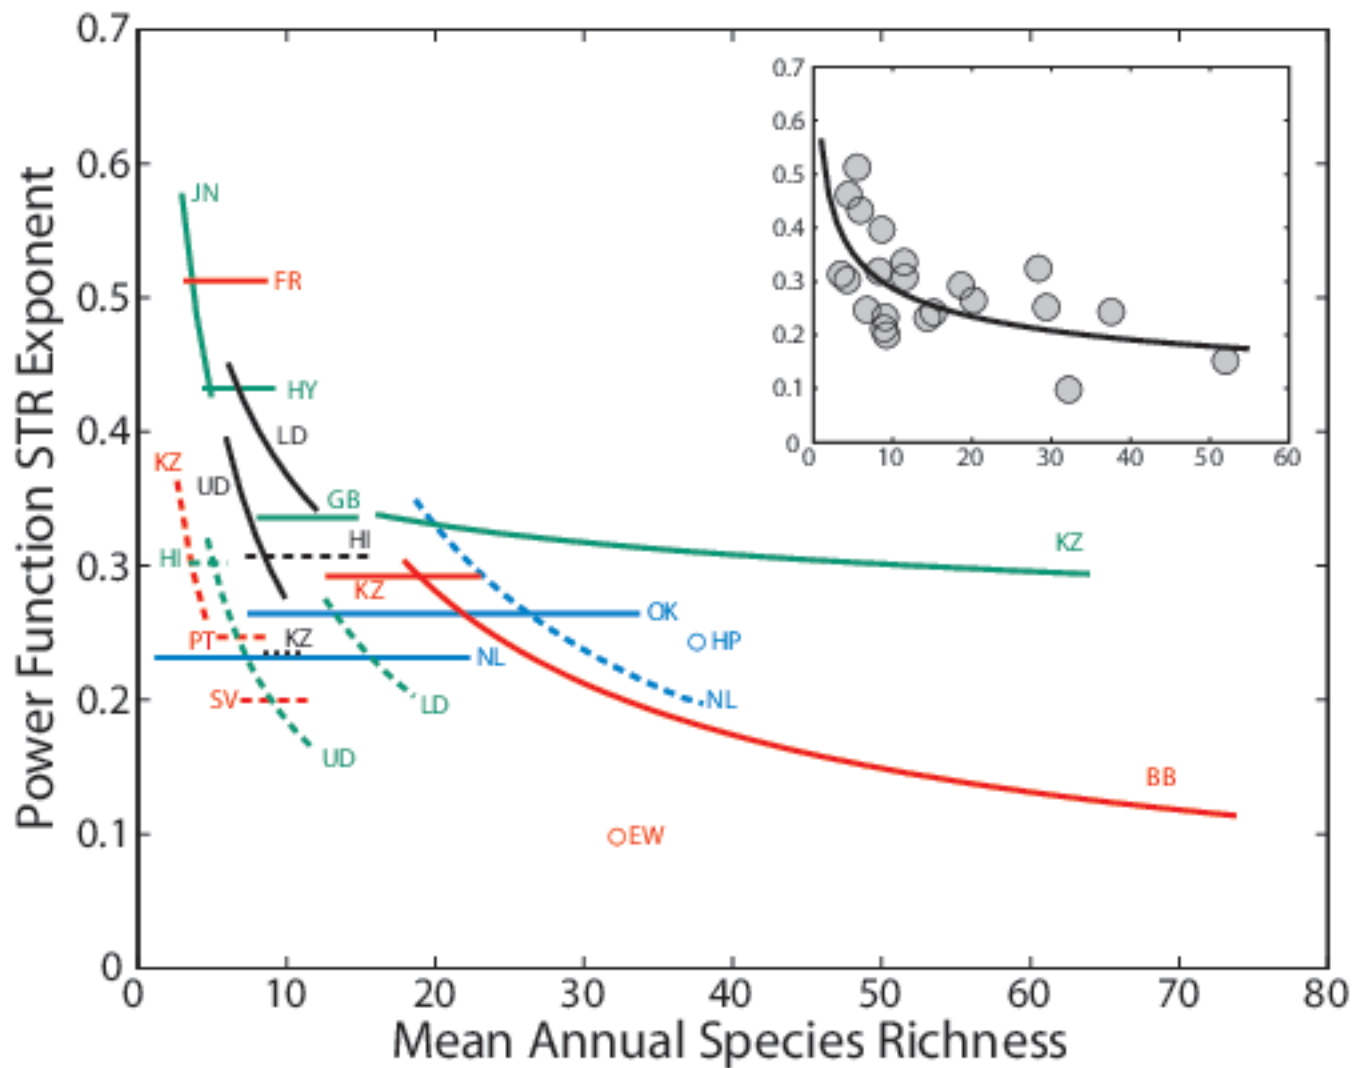 0.7
0.6
0.5
0.4
0.3
0.2
0.1
0
Power Function STR Exponent
0 10 20 30 40 50 60 70 80
Mean Annual Species Richness
JN
FR
HY
LD
KZ
UD
GB
HI
KZ
HI
KZ
OK
PT
KZ
HP
NL
SV
LD
NL
UD
BB
EW
0.7
0.6
0.5
0.4
0.3
0.2
0.1
0
0 10 20 30 40 50 60